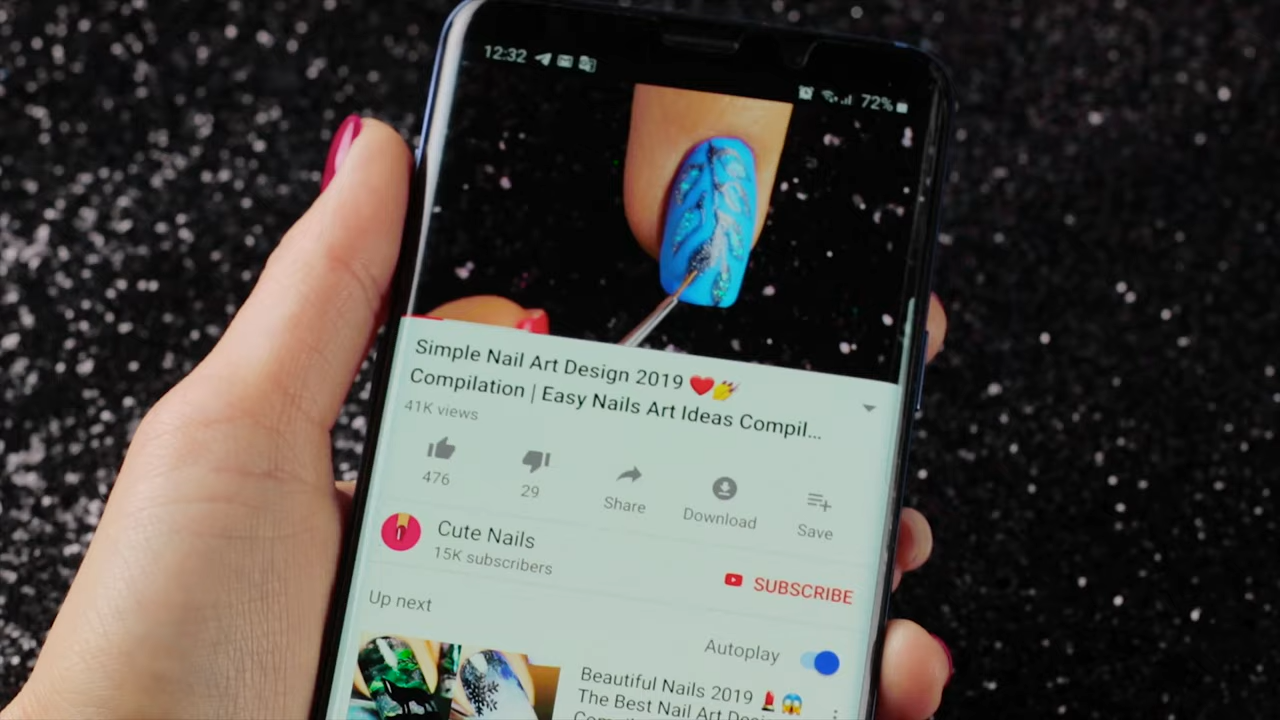 12:32
72%
Simple Nail Art Design 2019 ❤️💅
Compilation | Easy Nails Art Ideas Compil...
41K views
476
29
Share
Download
Save
Cute Nails
15K subscribers
SUBSCRIBE
Up next
Autoplay
Beautiful Nails 2019 💄😱
The Best Nail Art Desi